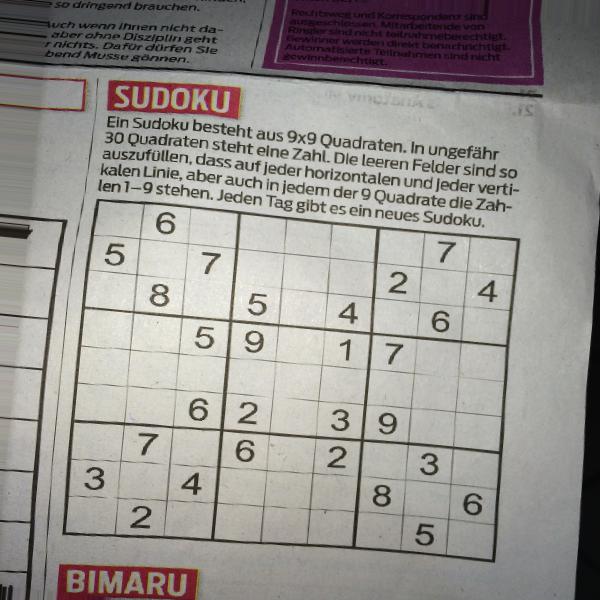 so dringend brauchen.
Auch wenn Ihnen nicht da-
aber ohne Disziplin geht
r nichts. Dafür dürfen Sie
bend Musse gönnen.
Rechtsweg und Korrespondenz sind
ausgeschlossen. Mitarbeitende von
Ringier sind nicht teilnahmeberechtigt.
Gewinner werden direkt benachrichtigt.
Automatisierte Teilnahmen sind nicht
gewinnberechtigt.
SUDOKU
Ein Sudoku besteht aus 9x9 Quadraten. In ungefähr
30 Quadraten steht eine Zahl. Die leeren Felder sind so
auszufüllen, dass auf jeder horizontalen und jeder verti-
kalen Linie, aber auch in jedem der 9 Quadrate die Zah-
len 1–9 stehen. Jeden Tag gibt es ein neues Sudoku.
6 7
5 7 2 4
8 5 4 6
5 9 1 7
6 2 3 9
7 6 2 3
3 4 8 6
2 5
BIMARU